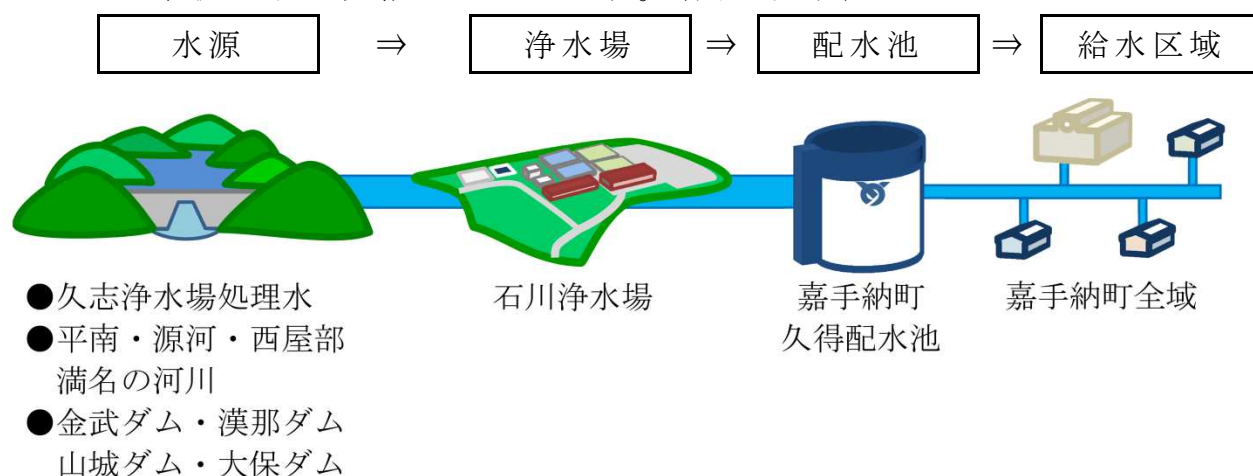 水源 ⇒ 浄水場 ⇒ 配水池 ⇒ 給水区域
●久志浄水場処理水
●平南・源河・西屋部
満名の河川
●金武ダム・漢那ダム
山城ダム・大保ダム
石川浄水場
嘉手納町
久得配水池
嘉手納町全域